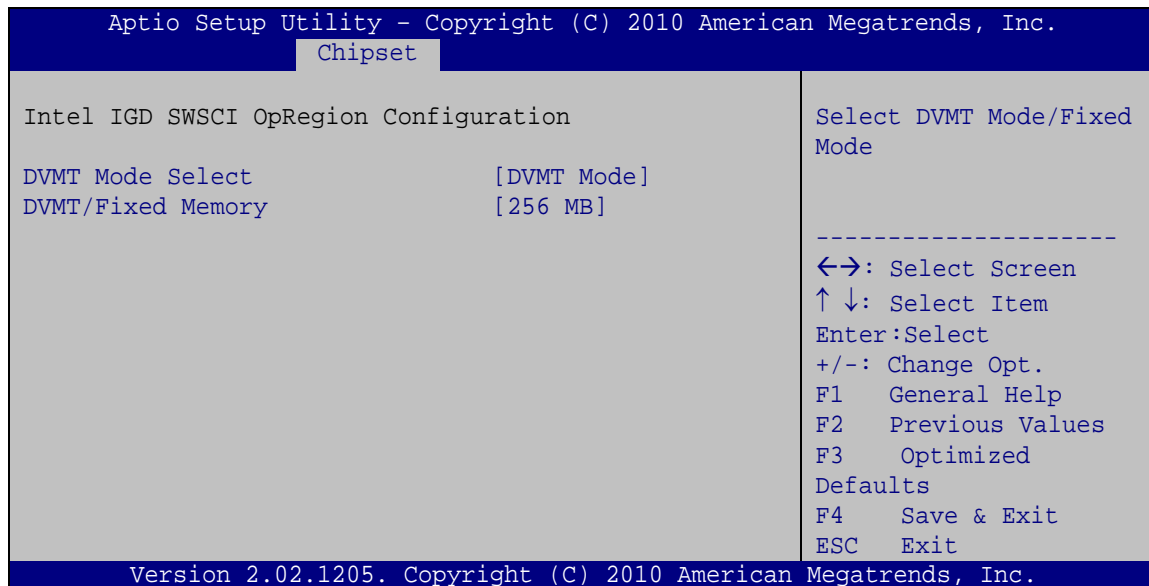 Aptio Setup Utility – Copyright (C) 2010 American Megatrends, Inc.
Chipset
Intel IGD SWSCI OpRegion Configuration
DVMT Mode Select [DVMT Mode]
DVMT/Fixed Memory [256 MB]
Select DVMT Mode/Fixed
Mode
---------------------
←→: Select Screen
↑ ↓: Select Item
Enter:Select
+/-: Change Opt.
F1 General Help
F2 Previous Values
F3 Optimized
Defaults
F4 Save & Exit
ESC Exit
Version 2.02.1205. Copyright (C) 2010 American Megatrends, Inc.